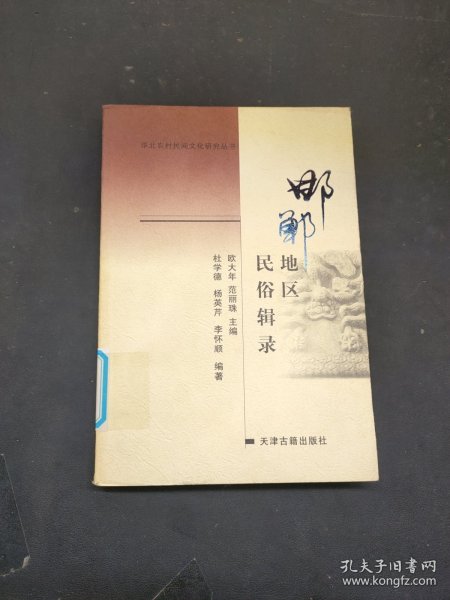 华北农村民间文化研究丛书
邯郸
地区
民俗辑录
欧大年 范丽珠 主编
杜学德 杨英芹 李怀顺 编著
天津古籍出版社
孔夫子旧书网
www.kongfz.com